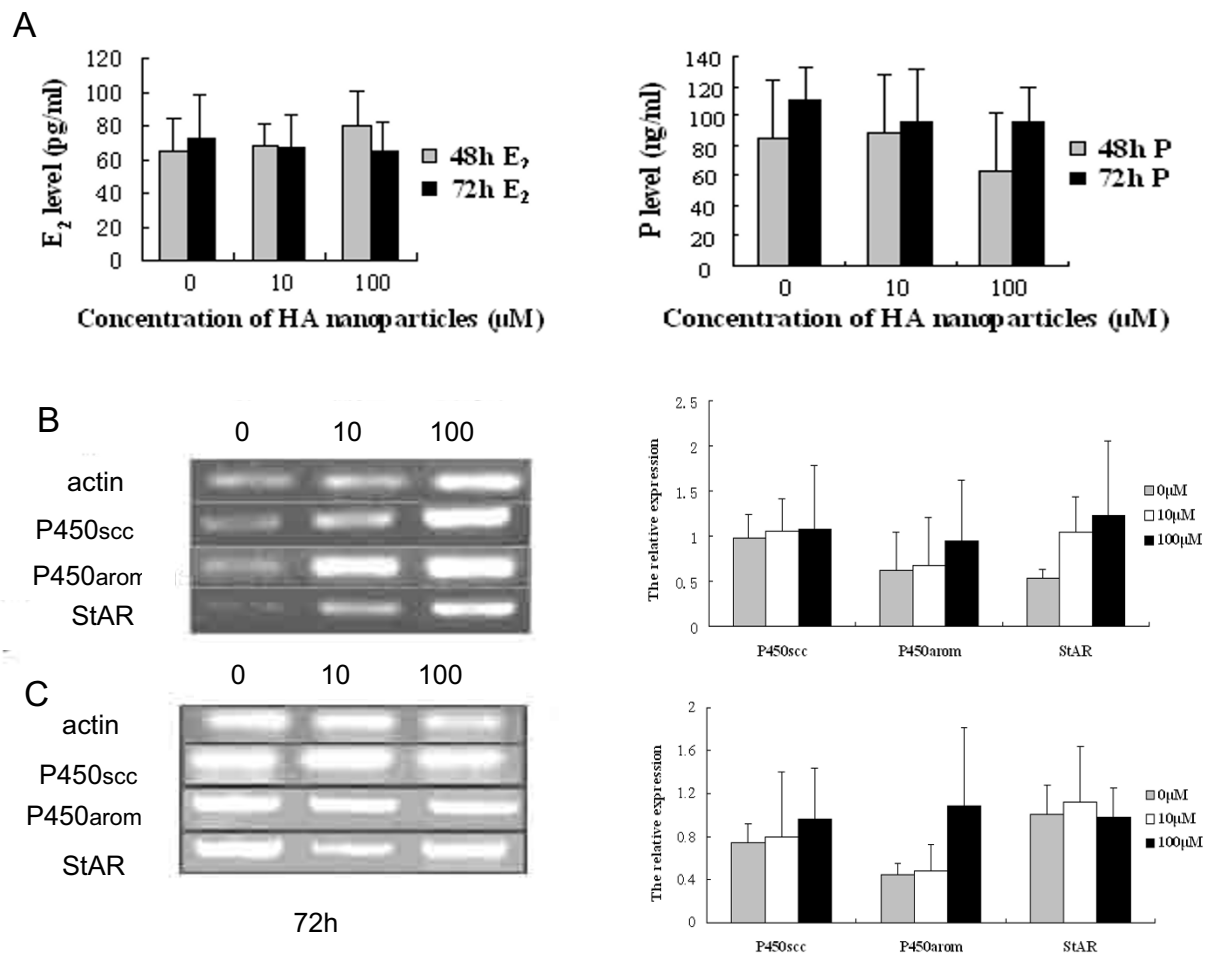 A
120
100
80
60
40
20
0
E₂ level (pg/ml)
48h E₂
72h E₂
0 10 100
Concentration of HA nanoparticles (μM)
140
120
100
80
60
40
20
0
P level (ng/ml)
48h P
72h P
0 10 100
Concentration of HA nanoparticles (μM)
B
0 10 100
actin
P450scc
P450arom
StAR
2.5
2
1.5
1
0.5
0
The relative expression
0μM
10μM
100μM
P450scc P450arom StAR
C
0 10 100
actin
P450scc
P450arom
StAR
72h
2
1.6
1.2
0.8
0.4
0
The relative expression
0μM
10μM
100μM
P450scc P450arom StAR